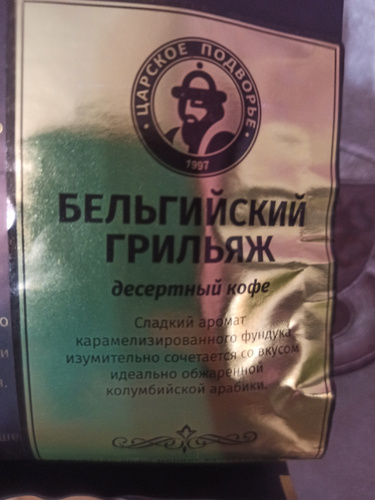 ЦАРСКОЕ ПОДВОРЬЕ
1997
БЕЛЬГИЙСКИЙ
ГРИЛЬЯЖ
десертный кофе
Сладкий аромат
карамелизированного фундука
изумительно сочетается со вкусом
идеально обжаренной
колумбийской арабики.